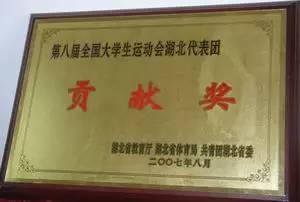 第八届全国大学生运动会湖北代表团
贡献奖
湖北省教育厅 湖北省体育局 共青团湖北省委
二〇〇七年八月